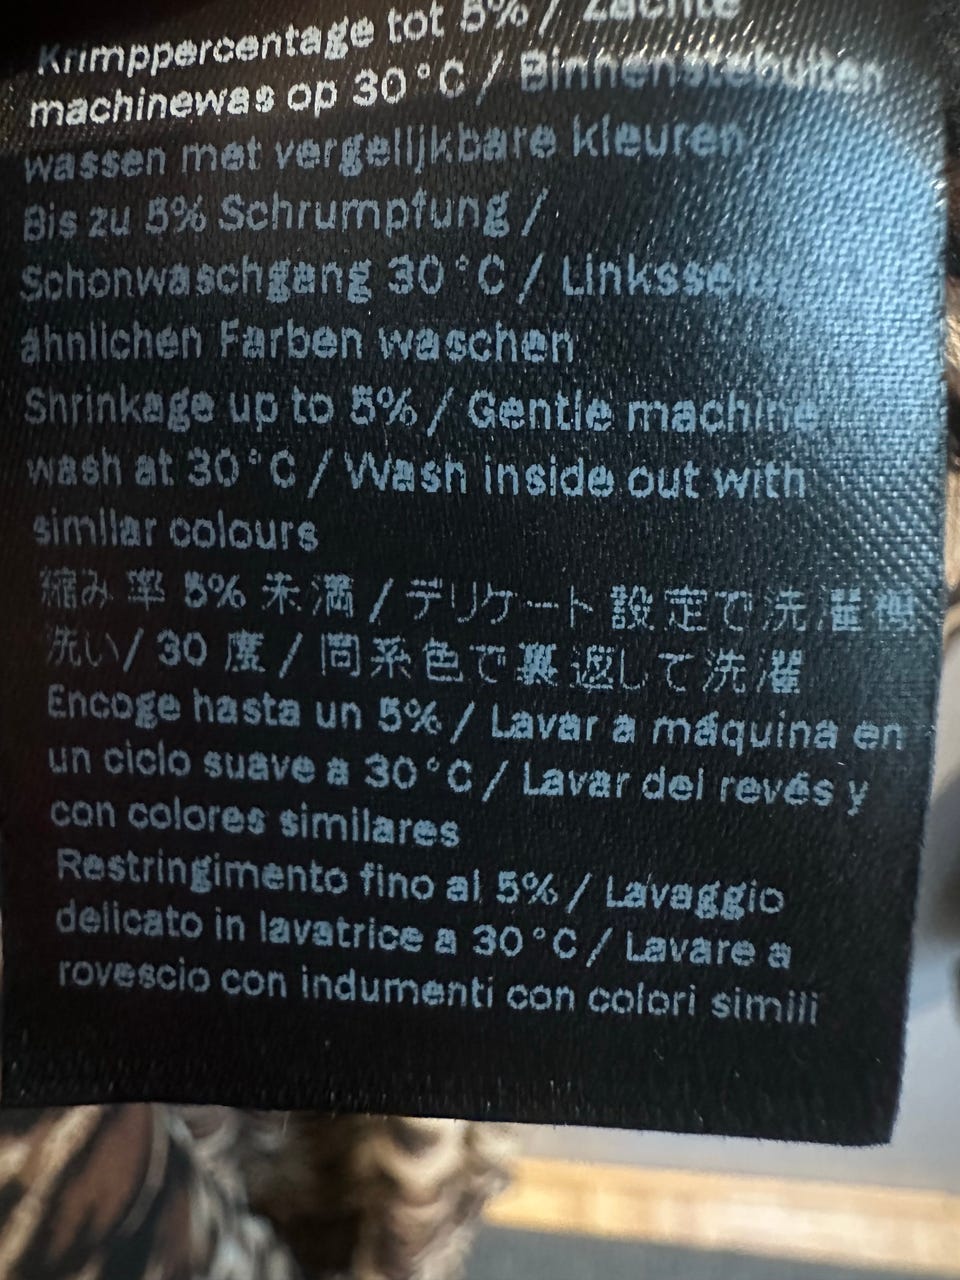 Krimppercentage tot 5% / Zachte
machinewas op 30°C / Binnenstebuiten
wassen met vergelijkbare kleuren
Bis zu 5% Schrumpfung /
Schonwaschgang 30°C / Linksse
ähnlichen Farben waschen
Shrinkage up to 5% / Gentle machine
wash at 30°C / Wash inside out with
similar colours
縮み 率 5% 未満 / デリケート 設定で洗濯機
洗い/ 30 度 / 同系色で裏返して洗濯
Encoge hasta un 5% / Lavar a máquina en
un ciclo suave a 30°C / Lavar del revés y
con colores similares
Restringimento fino al 5% / Lavaggio
delicato in lavatrice a 30°C / Lavare a
rovescio con indumenti con colori simili